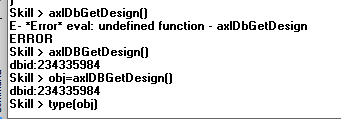 Skill > axlDbGetDesign()
E- *Error* eval: undefined function - axlDbGetDesign
ERROR
Skill > axlDBGetDesign()
dbid:234335984
Skill > obj=axlDBGetDesign()
dbid:234335984
Skill > type(obj)